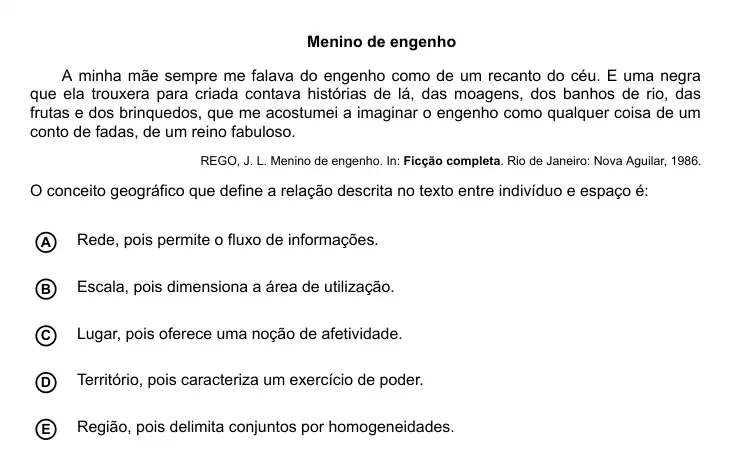 Menino de engenho
A minha mãe sempre me falava do engenho como de um recanto do céu. E uma negra
que ela trouxera para criada contava histórias de lá, das moagens, dos banhos de rio, das
frutas e dos brinquedos, que me acostumei a imaginar o engenho como qualquer coisa de um
conto de fadas, de um reino fabuloso.
REGO, J. L. Menino de engenho. In: Ficção completa. Rio de Janeiro: Nova Aguilar, 1986.
O conceito geográfico que define a relação descrita no texto entre indivíduo e espaço é:
A Rede, pois permite o fluxo de informações.
B Escala, pois dimensiona a área de utilização.
C Lugar, pois oferece uma noção de afetividade.
D Território, pois caracteriza um exercício de poder.
E Região, pois delimita conjuntos por homogeneidades.